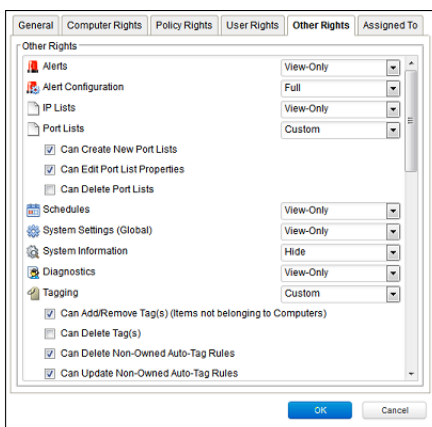 General Computer Rights Policy Rights User Rights Other Rights Assigned To
Other Rights
Alerts View-Only
Alert Configuration Full
IP Lists View-Only
Port Lists Custom
Can Create New Port Lists
Can Edit Port List Properties
Can Delete Port Lists
Schedules View-Only
System Settings (Global) View-Only
System Information Hide
Diagnostics View-Only
Tagging Custom
Can Add/Remove Tag(s) (Items not belonging to Computers)
Can Delete Tag(s)
Can Delete Non-Owned Auto-Tag Rules
Can Update Non-Owned Auto-Tag Rules
OK Cancel